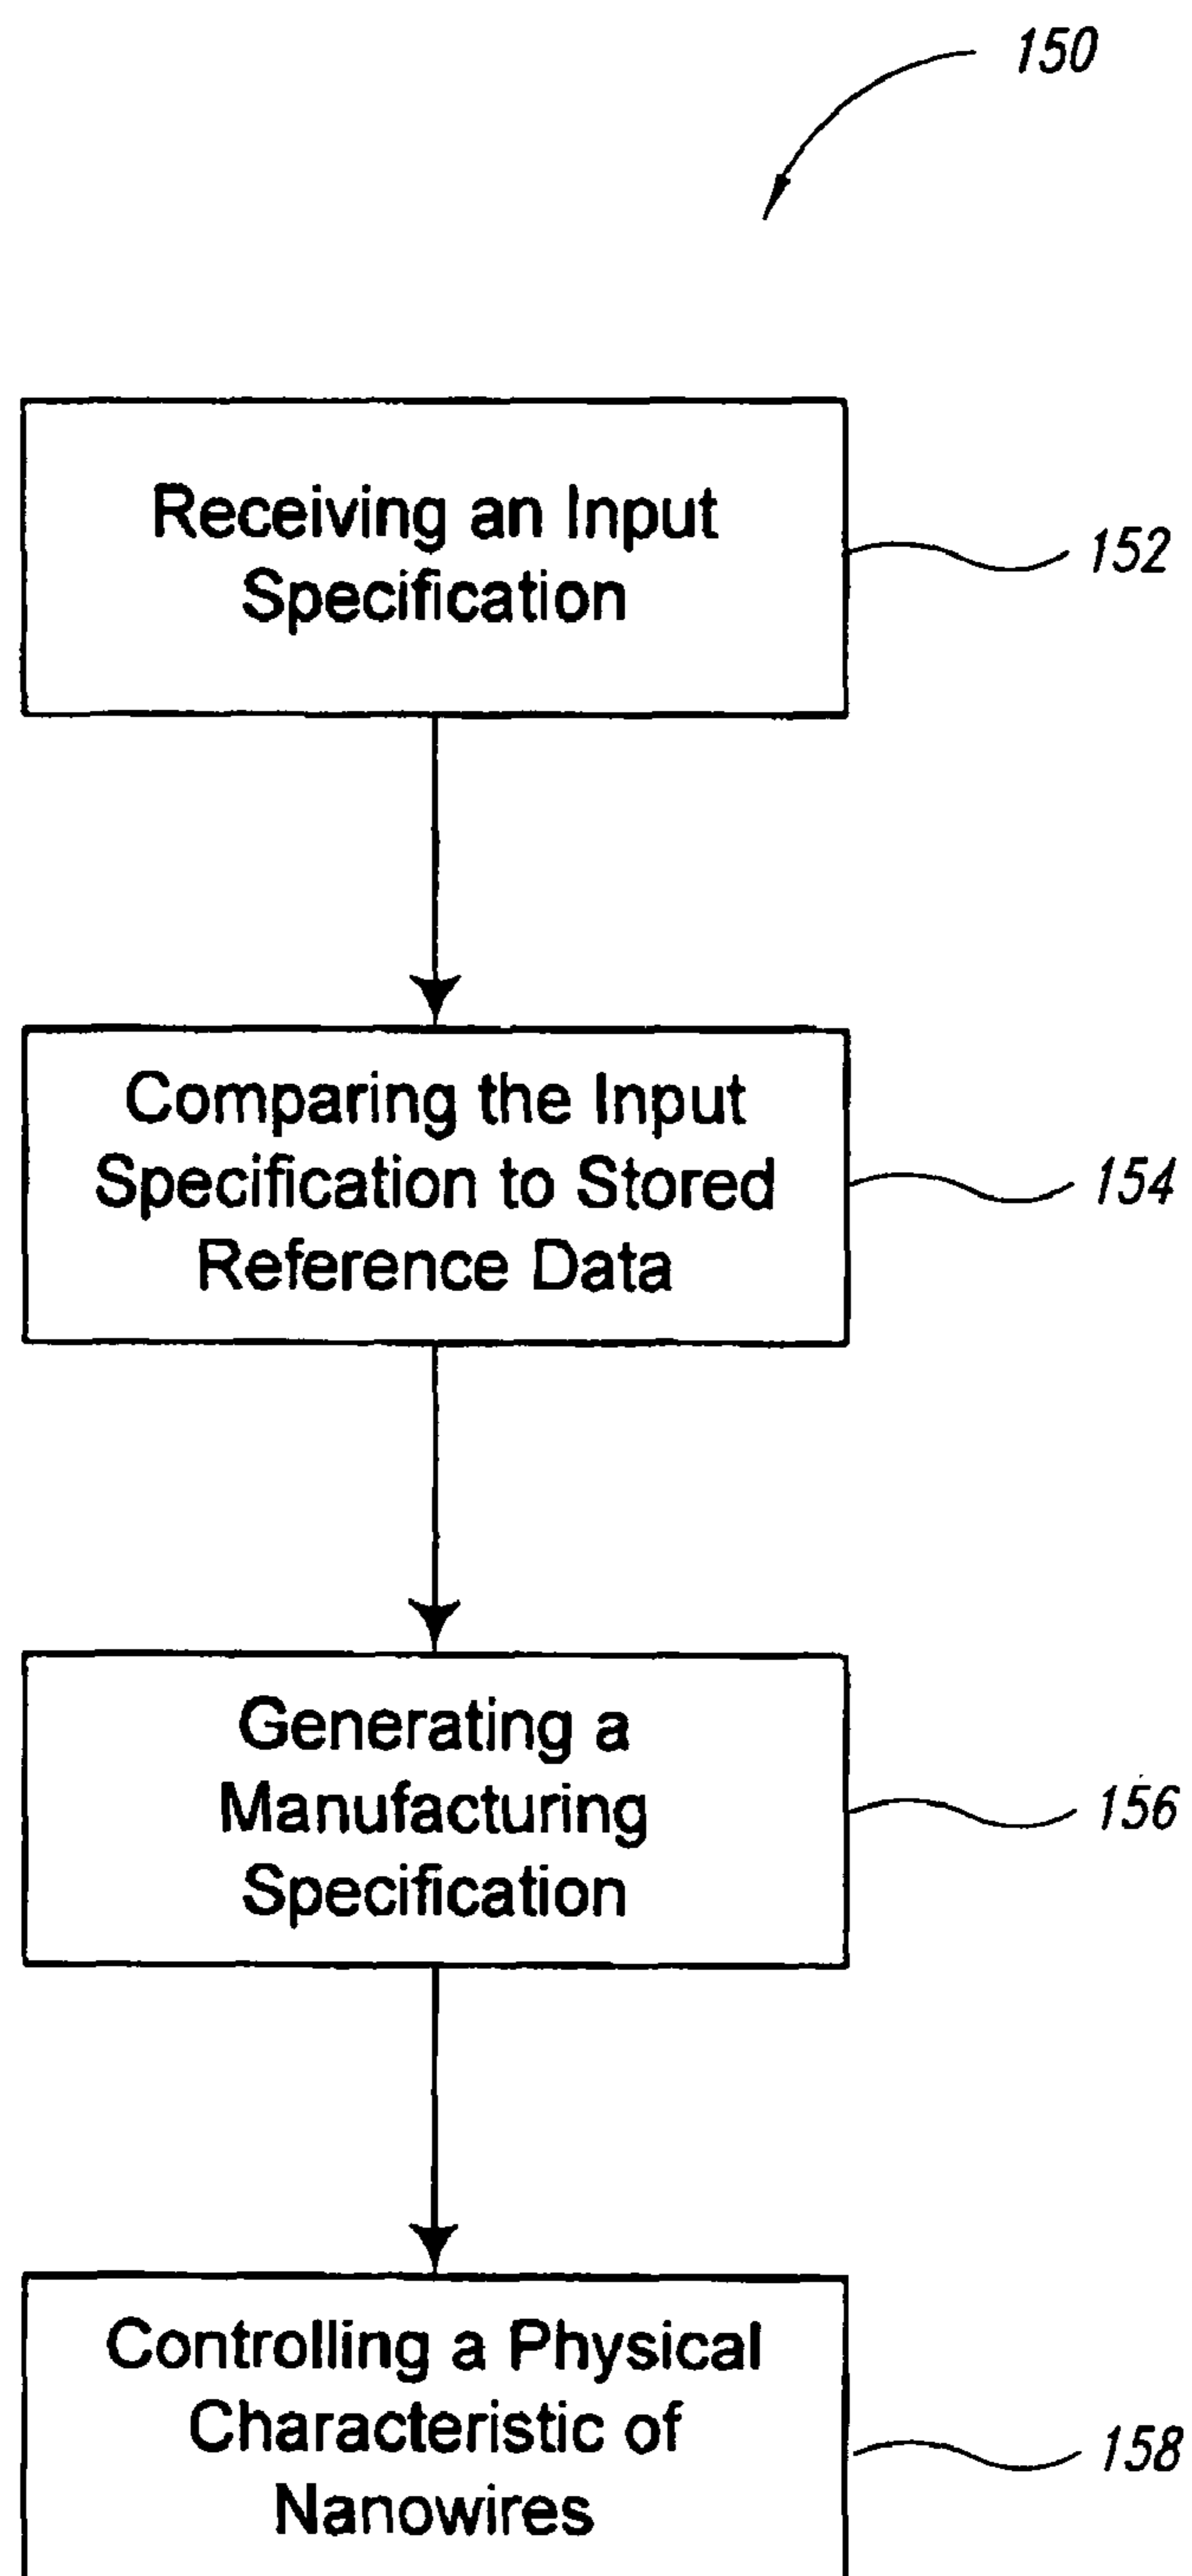 150
Receiving an Input
Specification
152
Comparing the Input
Specification to Stored
Reference Data
154
Generating a
Manufacturing
Specification
156
Controlling a Physical
Characteristic of
Nanowires
158